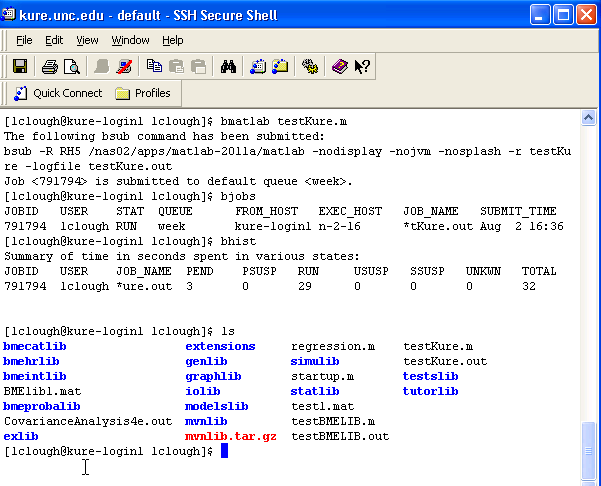 kure.unc.edu - default - SSH Secure Shell
File Edit View Window Help
Quick Connect Profiles
[lclough@kure-login1 lclough]$ bmatlab testKure.m
The following bsub command has been submitted:
bsub -R RH5 /nas02/apps/matlab-2011a/matlab -nodisplay -nojvm -nosplash -r testKu
re -logfile testKure.out
Job <791794> is submitted to default queue <week>.
[lclough@kure-login1 lclough]$ bjobs
JOBID USER STAT QUEUE FROM_HOST EXEC_HOST JOB_NAME SUBMIT_TIME
791794 lclough RUN week kure-login1 n-2-16 *tKure.out Aug 2 16:36
[lclough@kure-login1 lclough]$ bhist
Summary of time in seconds spent in various states:
JOBID USER JOB_NAME PEND PSUSP RUN USUSP SSUSP UNKWN TOTAL
791794 lclough *ure.out 3 0 29 0 0 0 32
[lclough@kure-login1 lclough]$ ls
bmecatlib extensions regression.m testKure.m
bmehrlib genlib simulib testKure.out
bmeintlib graphlib startup.m testslib
BMElib1.mat iolib statlib tutorlib
bmeprobalib modelslib test1.mat
CovarianceAnalysis4e.out mvnlib testBMELIB.m
exlib mvnlib.tar.gz testBMELIB.out
[lclough@kure-login1 lclough]$